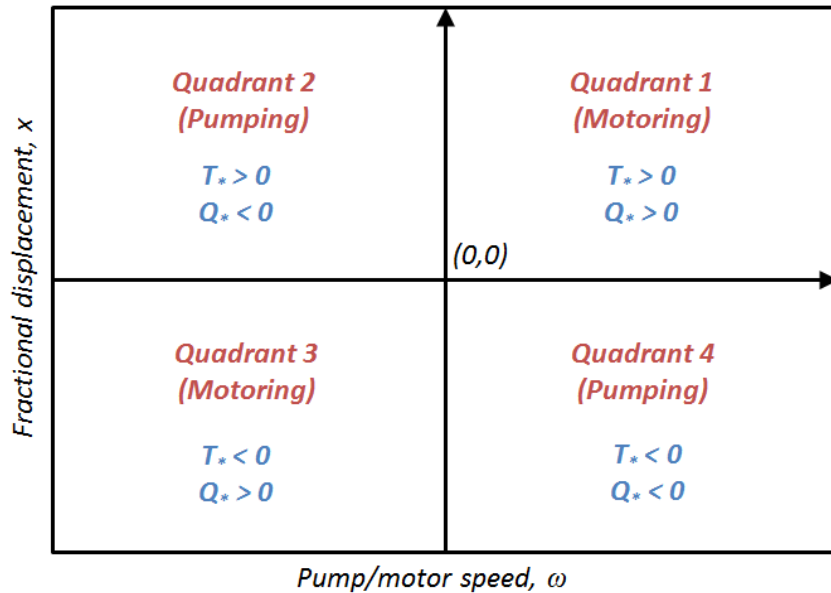 Fractional displacement, x
Quadrant 2
(Pumping)
T* > 0
Q* < 0
Quadrant 1
(Motoring)
T* > 0
Q* > 0
(0,0)
Quadrant 3
(Motoring)
T* < 0
Q* > 0
Quadrant 4
(Pumping)
T* < 0
Q* < 0
Pump/motor speed, ω